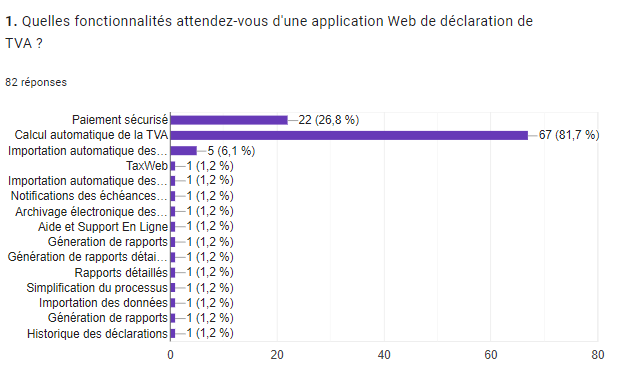 1. Quelles fonctionnalités attendez-vous d'une application Web de déclaration de
TVA ?
82 réponses
Paiement sécurisé 22 (26,8 %)
Calcul automatique de la TVA 67 (81,7 %)
Importation automatique des... 5 (6,1 %)
TaxWeb 1 (1,2 %)
Importation automatique des... 1 (1,2 %)
Notifications des échéances... 1 (1,2 %)
Archivage électronique des... 1 (1,2 %)
Aide et Support En Ligne 1 (1,2 %)
Géneration de rapports 1 (1,2 %)
Génération de rapports détai... 1 (1,2 %)
Rapports détaillés 1 (1,2 %)
Simplification du processus 1 (1,2 %)
Importation des données 1 (1,2 %)
Génération de rapports 1 (1,2 %)
Historique des déclarations 1 (1,2 %)
0 20 40 60 80